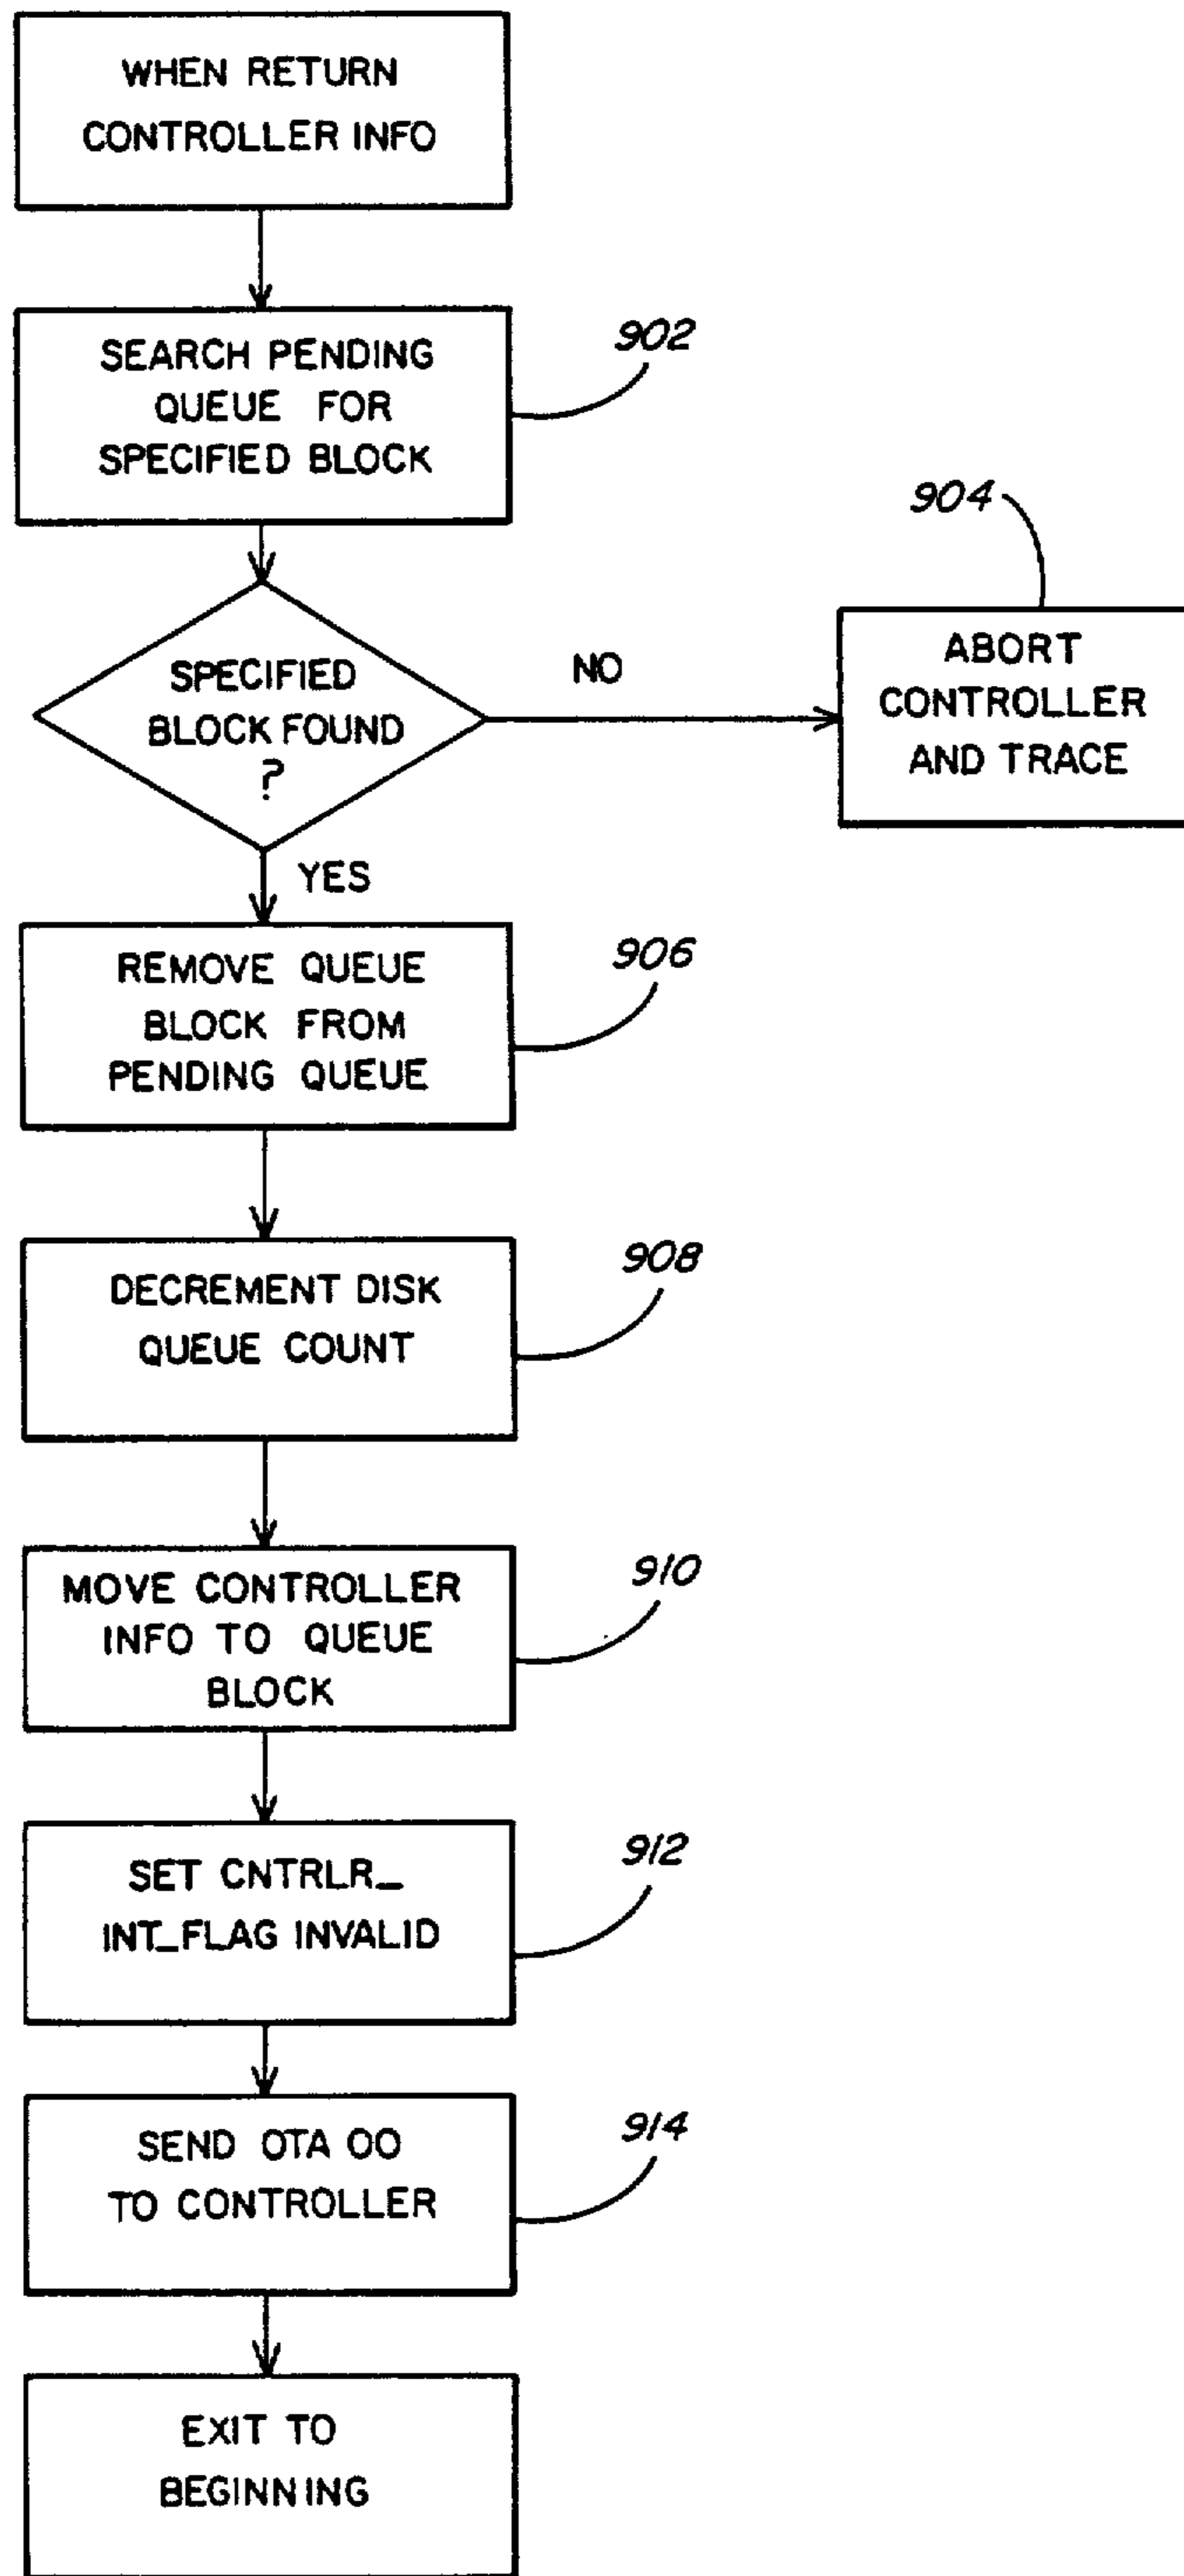 WHEN RETURN
CONTROLLER INFO
SEARCH PENDING
QUEUE FOR
SPECIFIED BLOCK
902
904
SPECIFIED
BLOCK FOUND
?
NO
ABORT
CONTROLLER
AND TRACE
YES
REMOVE QUEUE
BLOCK FROM
PENDING QUEUE
906
DECREMENT DISK
QUEUE COUNT
908
MOVE CONTROLLER
INFO TO QUEUE
BLOCK
910
SET CNTRLR_
INT_FLAG INVALID
912
SEND OTA 00
TO CONTROLLER
914
EXIT TO
BEGINNING